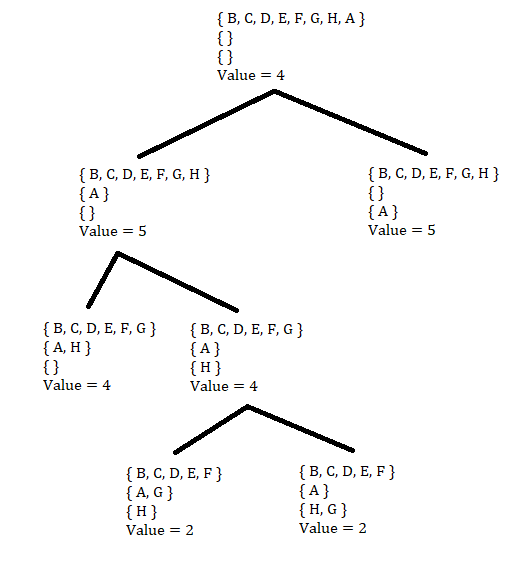 { B, C, D, E, F, G, H, A }
{}
{}
Value = 4
{ B, C, D, E, F, G, H }
{ A }
{}
Value = 5
{ B, C, D, E, F, G, H }
{}
{ A }
Value = 5
{ B, C, D, E, F, G }
{ A, H }
{}
Value = 4
{ B, C, D, E, F, G }
{ A }
{ H }
Value = 4
{ B, C, D, E, F }
{ A, G }
{ H }
Value = 2
{ B, C, D, E, F }
{ A }
{ H, G }
Value = 2